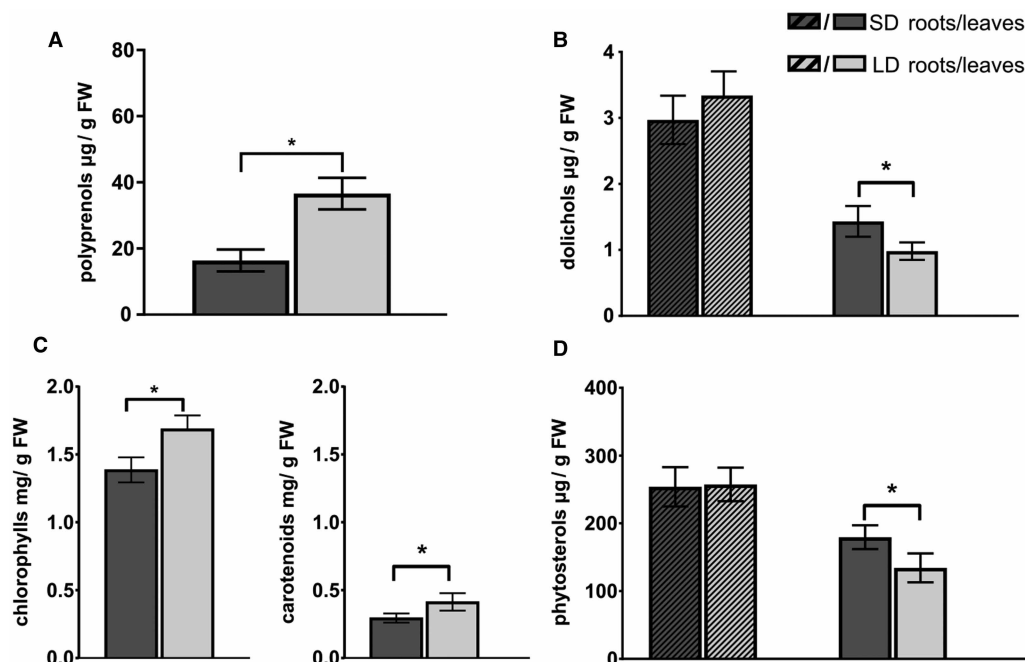 / SD roots/leaves
/ LD roots/leaves
A
polyprenols µg/ g FW
80
60
40
20
0
*
B
dolichols µg/ g FW
4
3
2
1
0
*
C
chlorophylls mg/ g FW
2.0
1.5
1.0
0.5
0.0
*
carotenoids mg/ g FW
2.0
1.5
1.0
0.5
0.0
*
D
phytosterols µg/ g FW
400
300
200
100
0
*